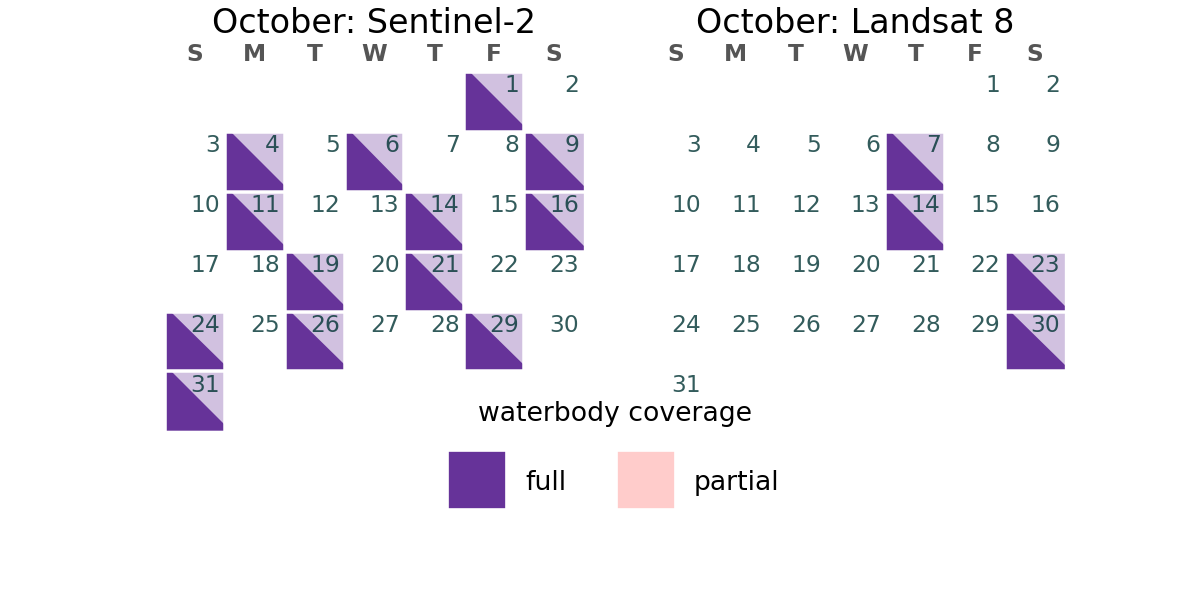 October: Sentinel-2
S M T W T F S
1 2
3 4 5 6 7 8 9
10 11 12 13 14 15 16
17 18 19 20 21 22 23
24 25 26 27 28 29 30
31
October: Landsat 8
S M T W T F S
1 2
3 4 5 6 7 8 9
10 11 12 13 14 15 16
17 18 19 20 21 22 23
24 25 26 27 28 29 30
31
waterbody coverage
full partial